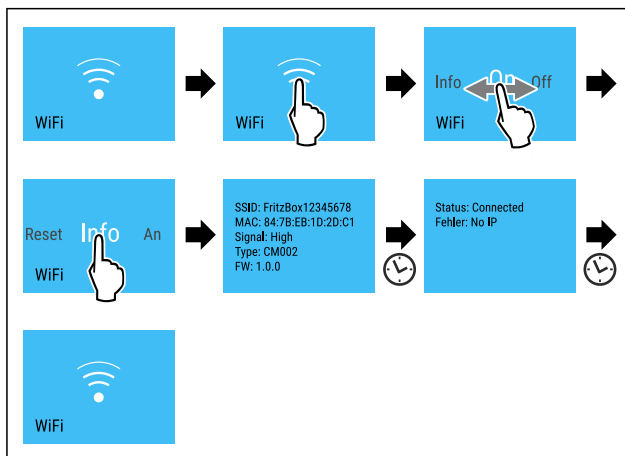 WiFi
WiFi
Info On Off
WiFi
Reset Info An
WiFi
SSID: FritzBox12345678
MAC: 84:7B:EB:1D:2D:C1
Signal: High
Type: CM002
FW: 1.0.0
Status: Connected
Fehler: No IP
WiFi